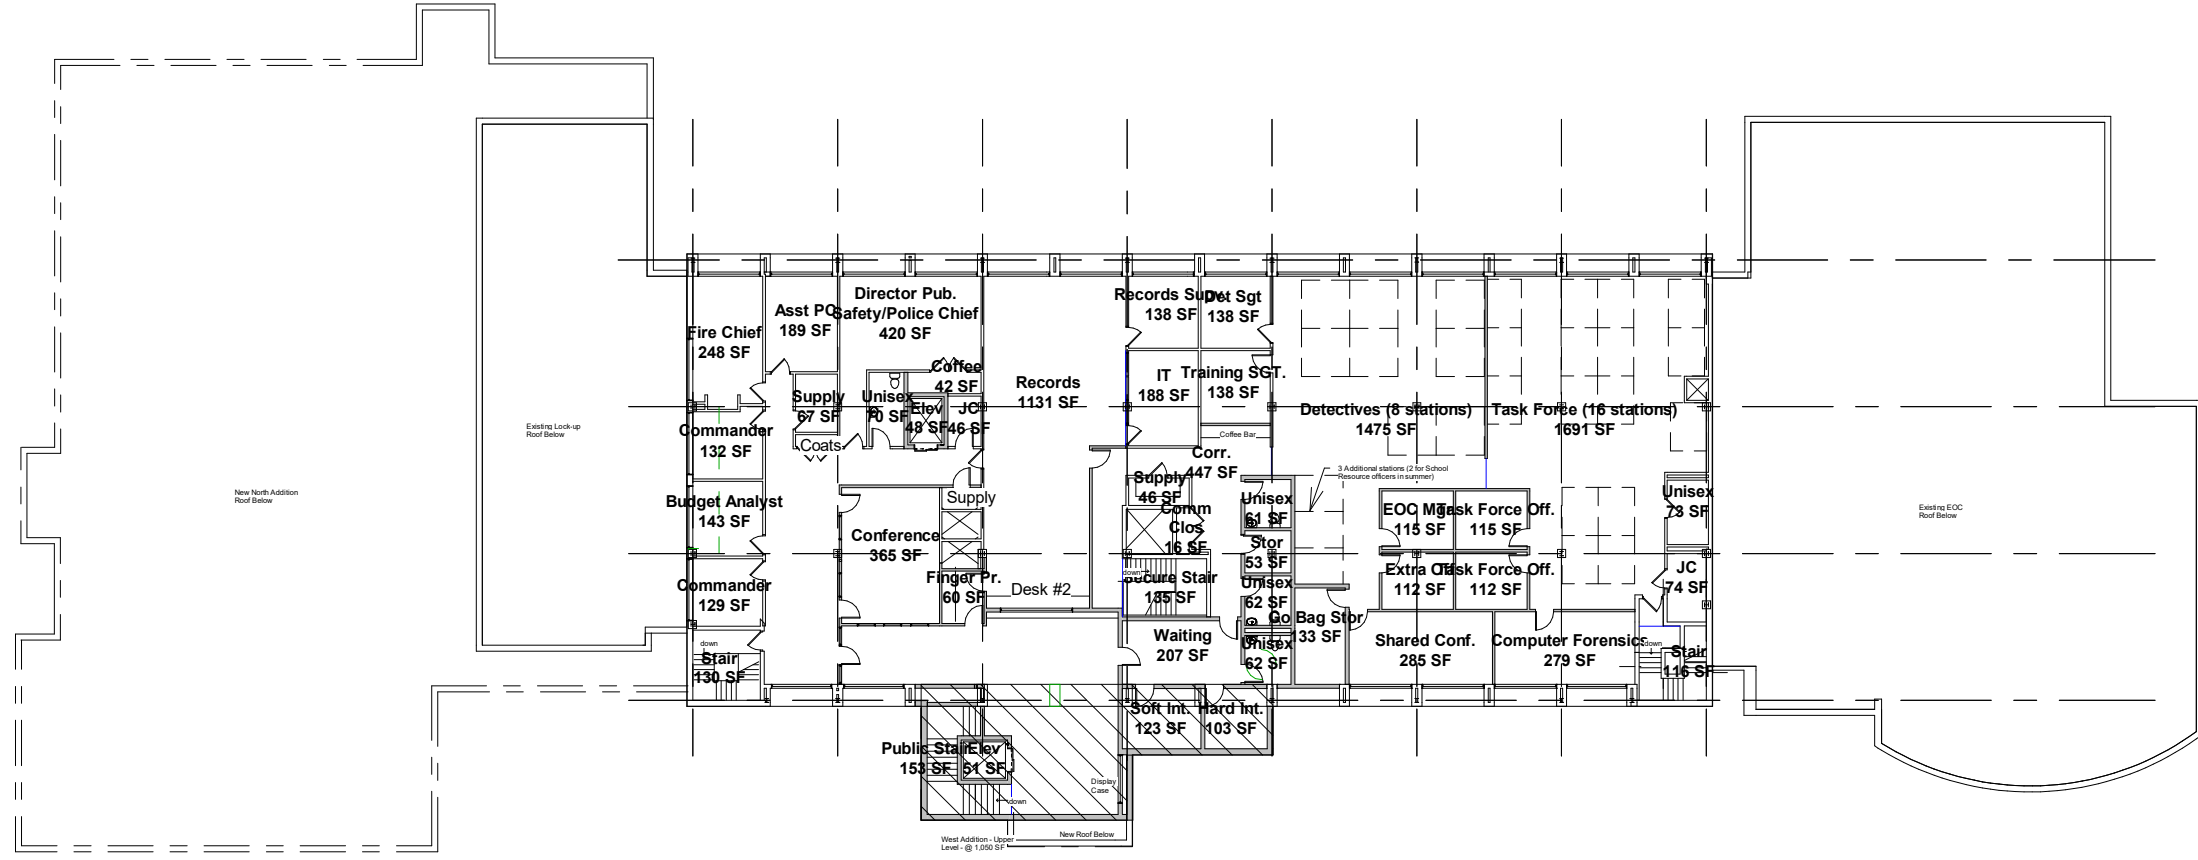 Fire Chief
248 SF
Asst PC
189 SF
Director Pub.
Safety/Police Chief
420 SF
Records Supv.
138 SF
Det Sgt
138 SF
Coffee
42 SF
Records
1131 SF
IT
188 SF
Training SGT.
138 SF
Supply
67 SF
Unisex
70 SF
Elev
48 SF
JC
46 SF
Detectives (8 stations)
1475 SF
Task Force (16 stations)
1691 SF
Existing Lock-up
Roof Below
Commander
132 SF
Coats
Coffee Bar
Corr.
447 SF
3 Additional stations (2 for School
Resource officers in summer)
New North Addition
Roof Below
Budget Analyst
143 SF
Supply
Supply
46 SF
Comm
Clos
16 SF
Unisex
61 SF
EOC Mgr.
115 SF
Task Force Off.
115 SF
Unisex
73 SF
Existing EOC
Roof Below
Conference
365 SF
Stor
53 SF
Commander
129 SF
Finger Pr.
60 SF
Desk #2
down
Secure Stair
135 SF
Unisex
62 SF
Extra Off.
112 SF
Task Force Off.
112 SF
JC
74 SF
Go Bag Stor
133 SF
down
Stair
130 SF
Waiting
207 SF
Unisex
62 SF
Shared Conf.
285 SF
Computer Forensics
279 SF
down
Stair
116 SF
Soft Int.
123 SF
Hard Int.
103 SF
Public Stair
153 SF
Elev
51 SF
Display
Case
down
New Roof Below
West Addition - Upper
Level - @ 1,050 SF